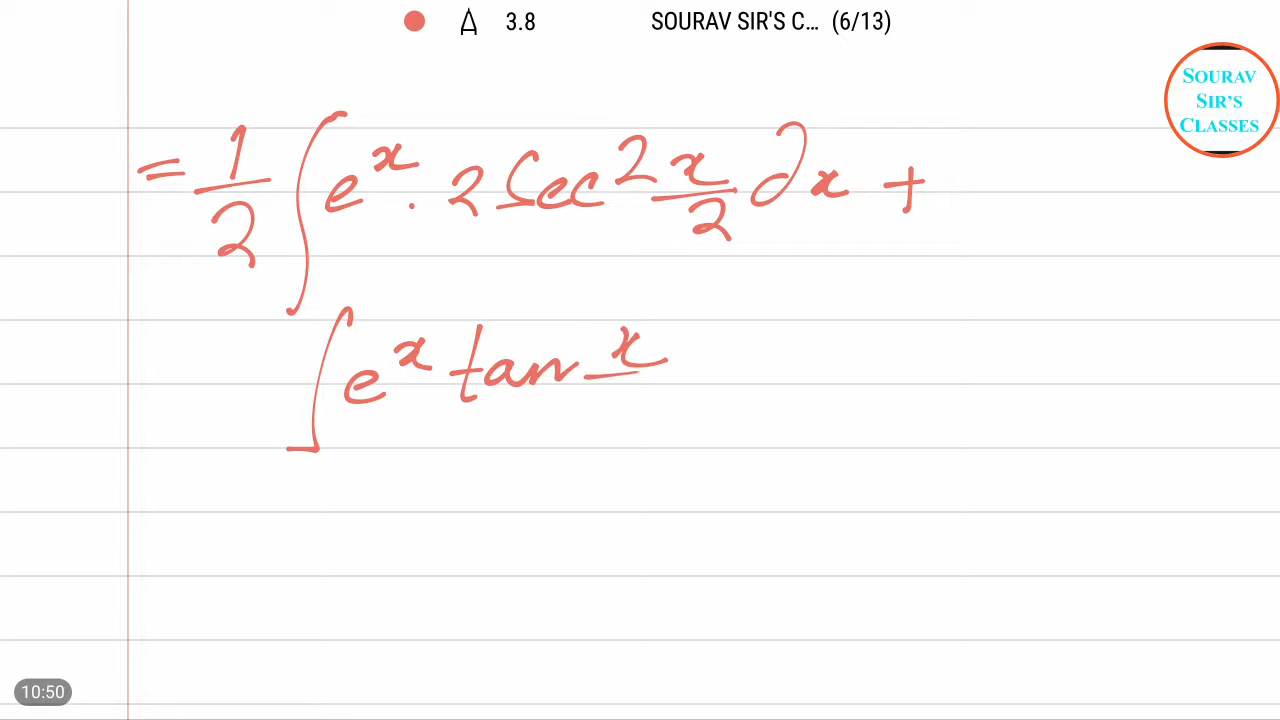 3.8 SOURAV SIR'S C... (6/13)
SOURAV
SIR'S
CLASSES
= 1/2 ∫ e^x . 2 Sec^2 x/2 ∂x +
∫ e^x tan x
10:50